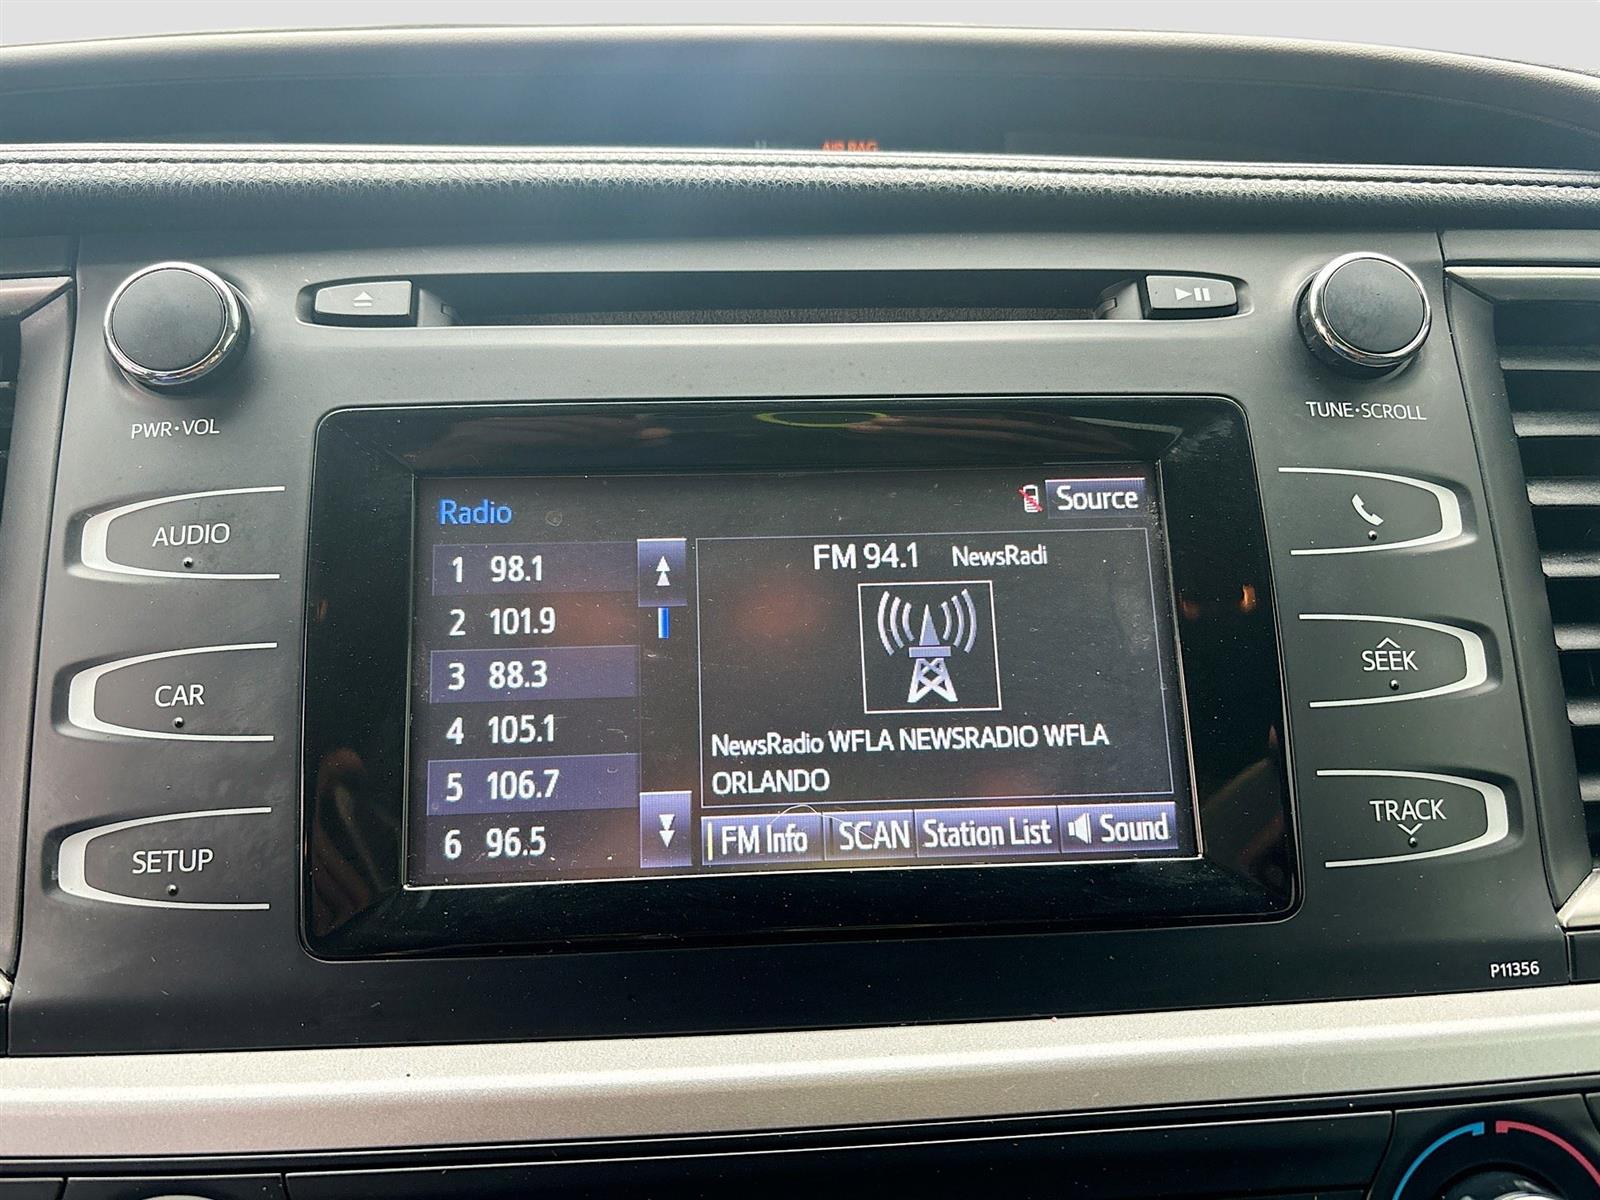 AIR BAG
PWR•VOL
TUNE•SCROLL
AUDIO
CAR
SETUP
Radio
Source
1 98.1
2 101.9
3 88.3
4 105.1
5 106.7
6 96.5
FM 94.1 NewsRadi
NewsRadio WFLA NEWSRADIO WFLA
ORLANDO
FM Info SCAN Station List Sound
SEEK
TRACK
P11356